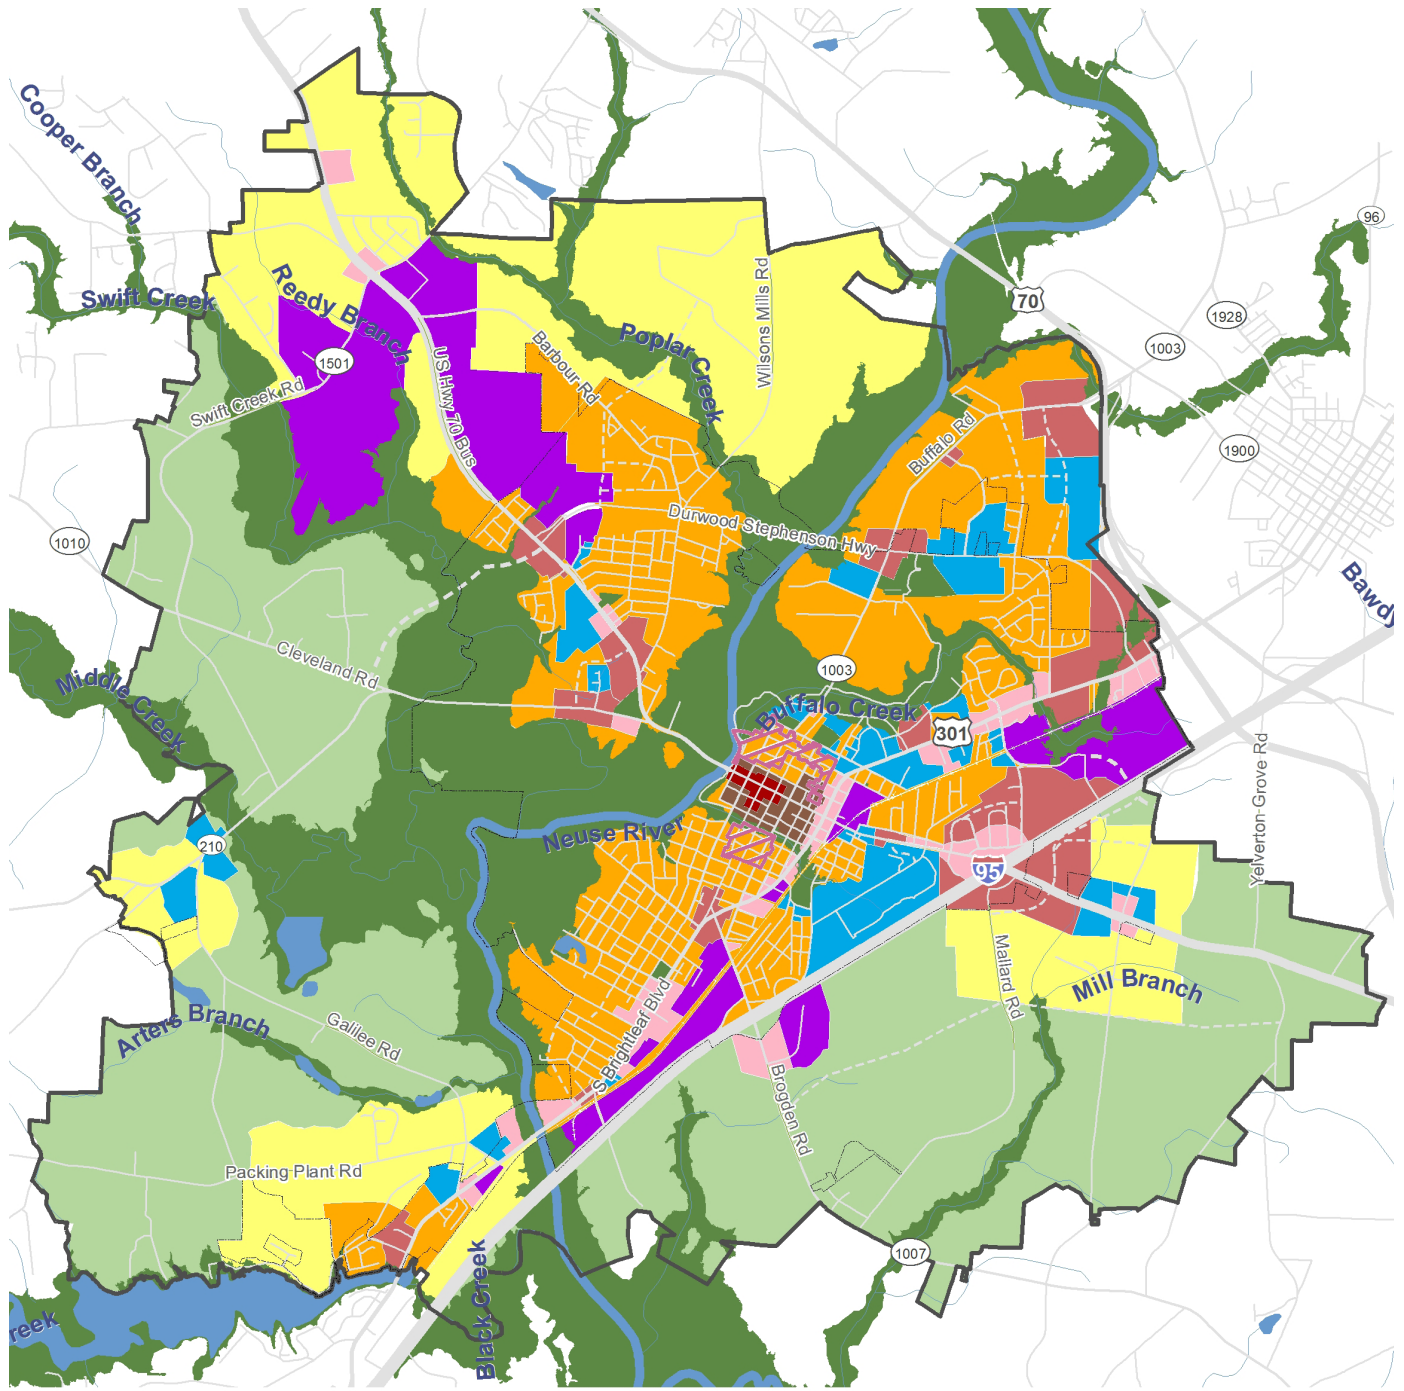 Cooper Branch
96
Swift Creek
Reedy Branch
70
1928
1003
Poplar Creek
Wilsons Mills Rd
Barbour Rd
1501
US Hwy 70 Bus
Swift Creek Rd
Buffalo Rd
1900
Durwood Stephenson Hwy
1010
Bawdy
Cleveland Rd
Middle Creek
1003
Buffalo Creek
301
Yelverton Grove Rd
Neuse River
210
95
Mallard Rd
Mill Branch
Arters Branch
Galilee Rd
S Brightleaf Blvd
Brogden Rd
Packing Plant Rd
1007
Black Creek
reek